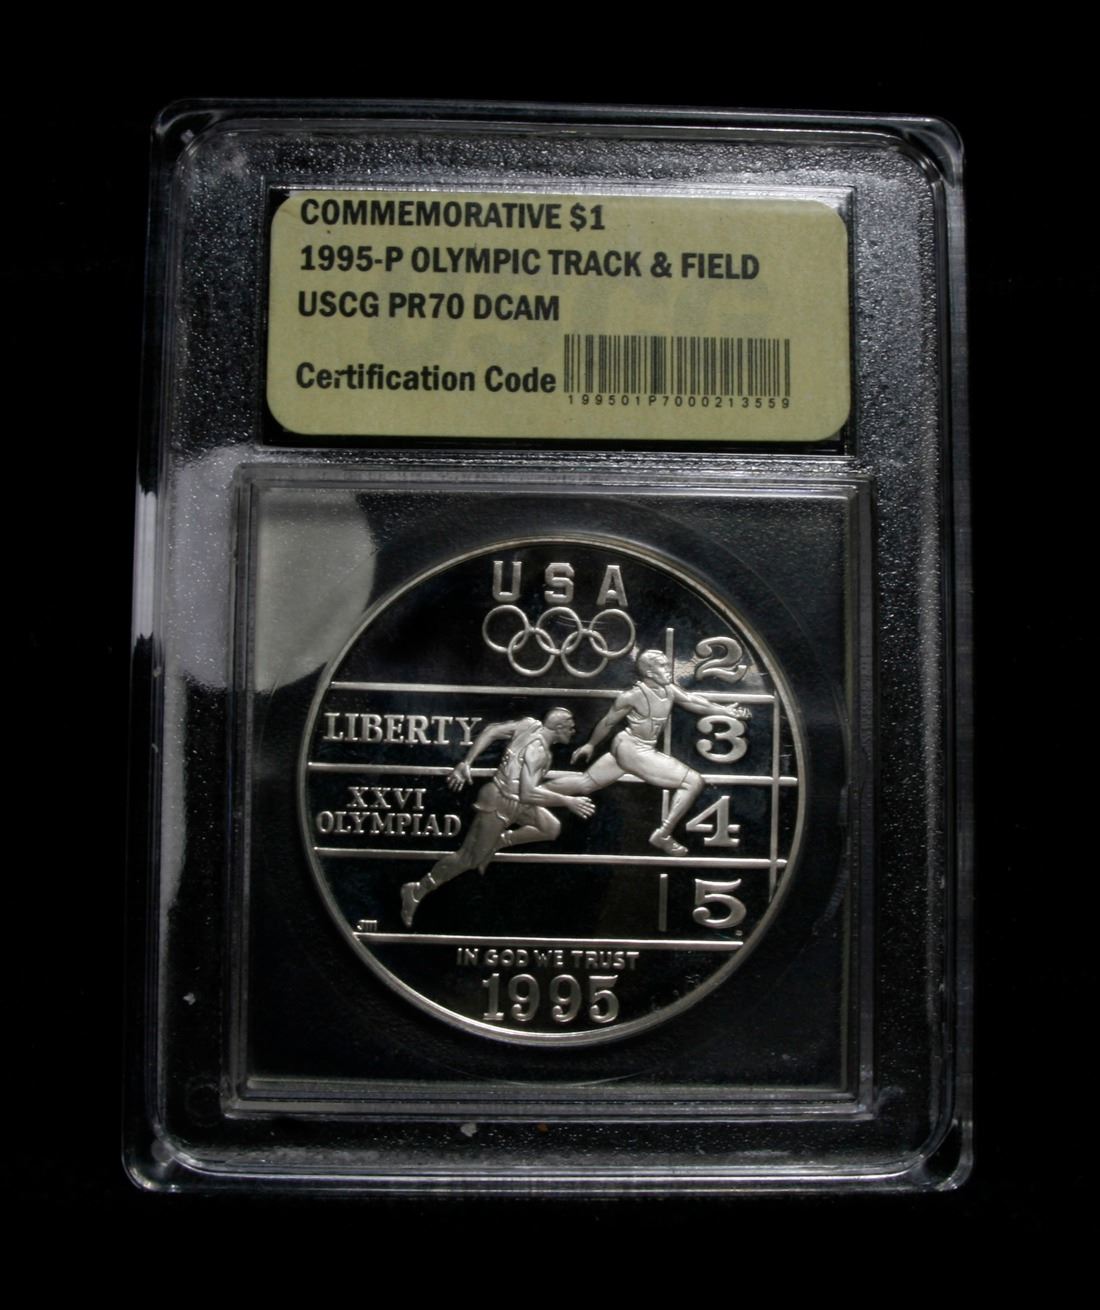 COMMEMORATIVE $1
1995-P OLYMPIC TRACK & FIELD
USCG PR70 DCAM
Certification Code
199501P7000213559
USA
2
LIBERTY
3
XXVI
OLYMPIAD
4
5
JM
IN GOD WE TRUST
1995